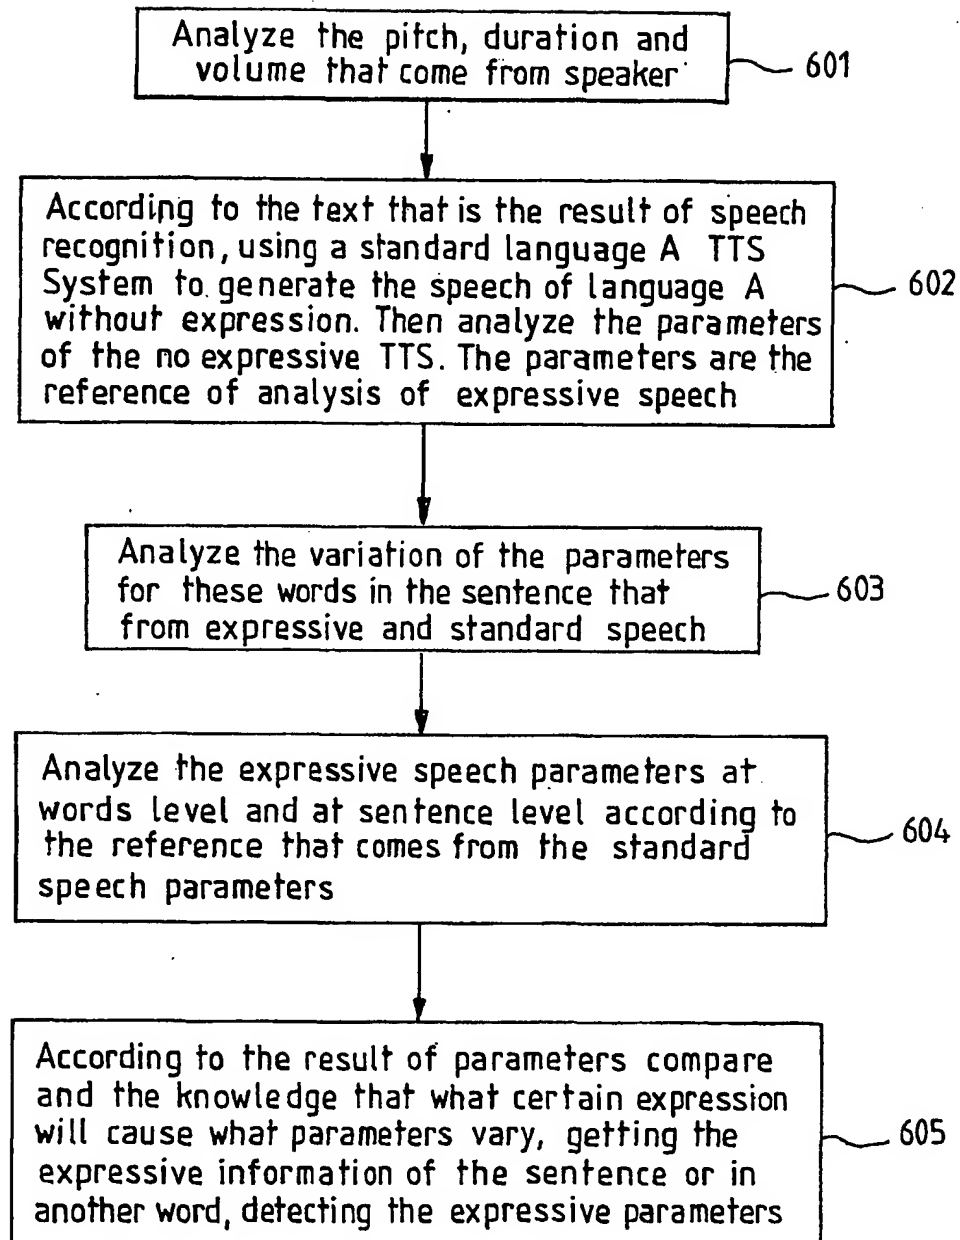 Analyze the pitch, duration and
volume that come from speaker
601
According to the text that is the result of speech
recognition, using a standard language A TTS
System to generate the speech of language A
without expression. Then analyze the parameters
of the no expressive TTS. The parameters are the
reference of analysis of expressive speech
602
Analyze the variation of the parameters
for these words in the sentence that
from expressive and standard speech
603
Analyze the expressive speech parameters at
words level and at sentence level according to
the reference that comes from the standard
speech parameters
604
According to the result of parameters compare
and the knowledge that what certain expression
will cause what parameters vary, getting the
expressive information of the sentence or in
another word, detecting the expressive parameters
605